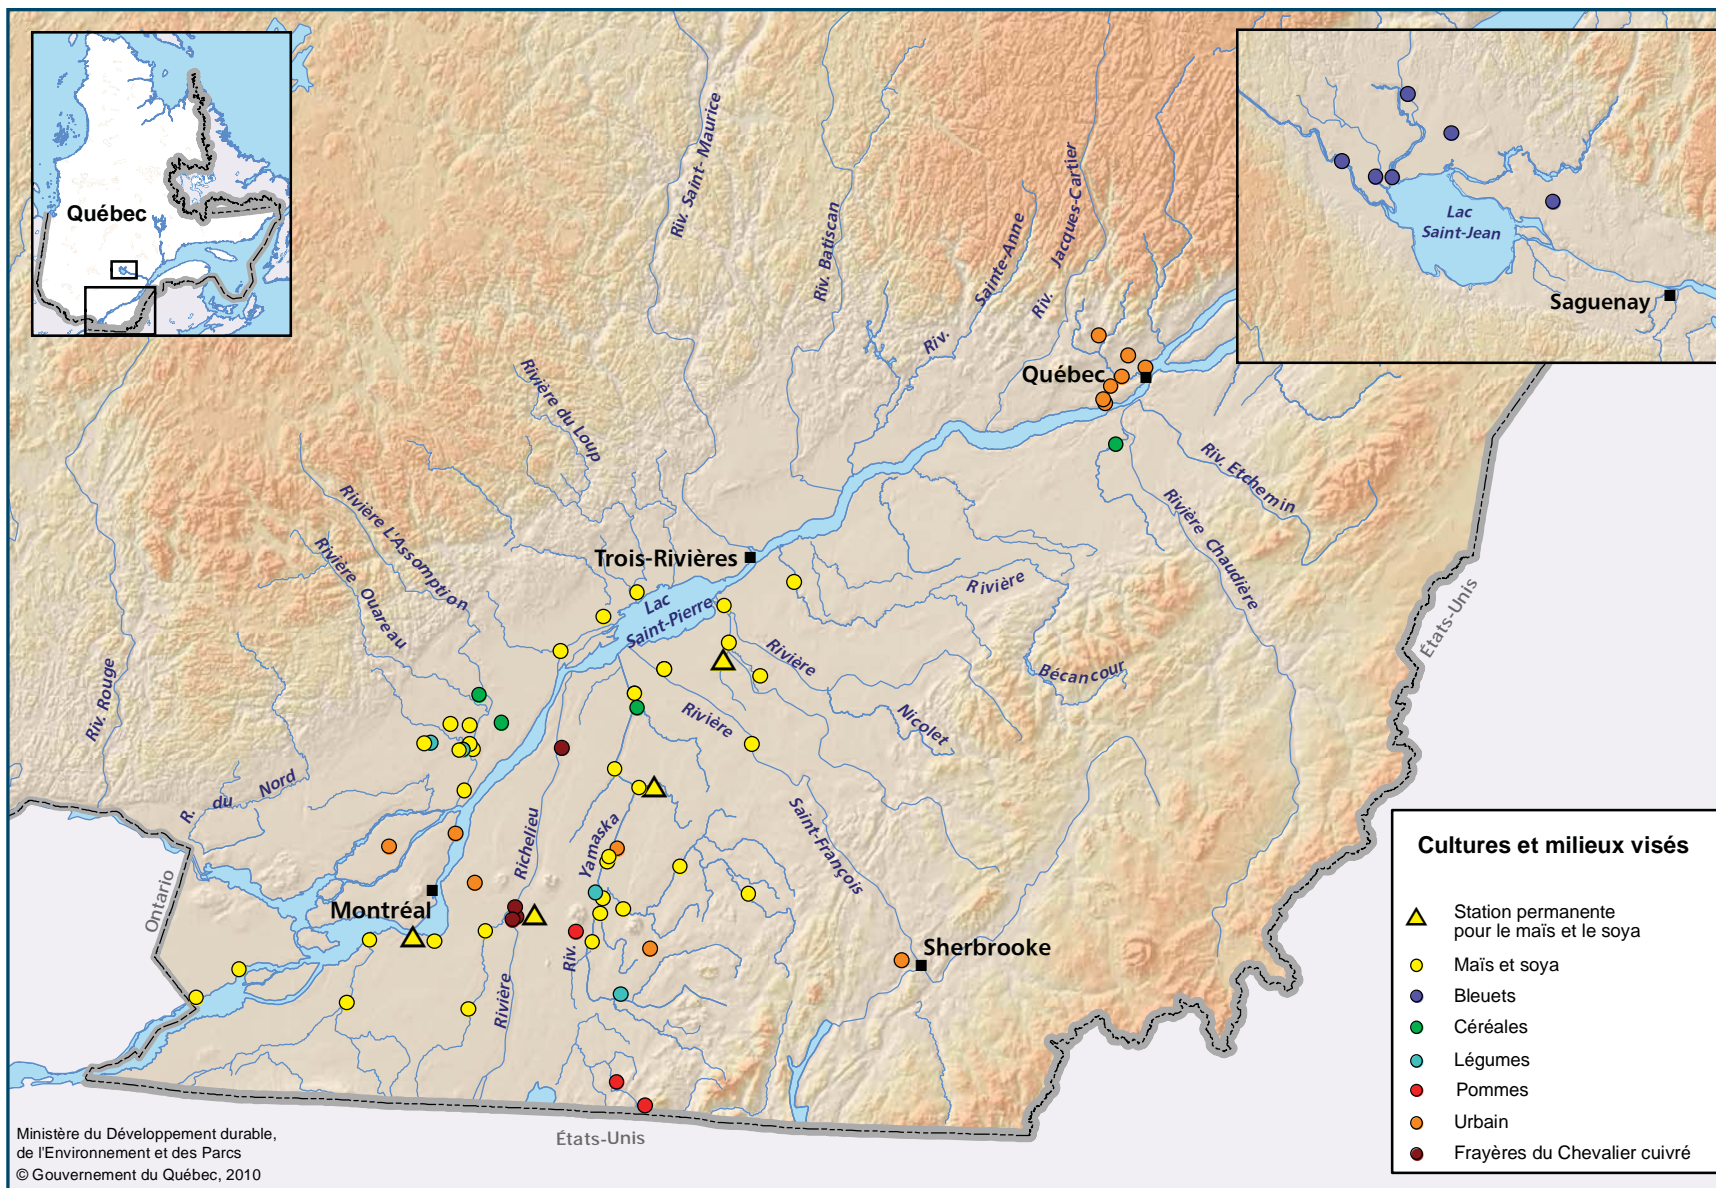 Québec
Riv. Saint-Maurice
Riv. Batiscan
Riv. Sainte-Anne
Riv. Jacques-Cartier
Lac
Saint-Jean
Saguenay
Québec
Rivière du Loup
Rivière L'Assomption
Rivière Ouareau
Riv. Rouge
R. du Nord
Riv. Etchemin
Rivière Chaudière
Trois-Rivières
Lac
Saint-Pierre
Rivière Bécancour
Rivière Nicolet
Rivière Saint-François
Riv. Yamaska
Rivière Richelieu
Montréal
Sherbrooke
Ontario
États-Unis
États-Unis
Cultures et milieux visés
Station permanente
pour le maïs et le soya
Maïs et soya
Bleuets
Céréales
Légumes
Pommes
Urbain
Frayères du Chevalier cuivré
Ministère du Développement durable,
de l'Environnement et des Parcs
© Gouvernement du Québec, 2010